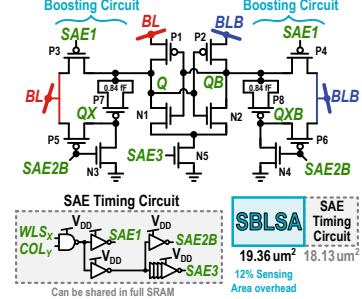 Boosting Circuit Boosting Circuit
BL BLB
SAE1 SAE1
P3 P1 P2 P4
0.84 fF Q QB 0.84 fF
BL P7 P8 BLB
QX N1 N2 QXB
P5 P6
SAE2B N3 SAE3 N5 N4 SAE2B
SAE Timing Circuit
VDD VDD
WLSX SAE1 SAE2B
COLY
VDD VDD
SAE3
Can be shared in full SRAM
SBLSA
SAE
Timing
Circuit
19.36 um2 18.13 um2
12% Sensing
Area overhead